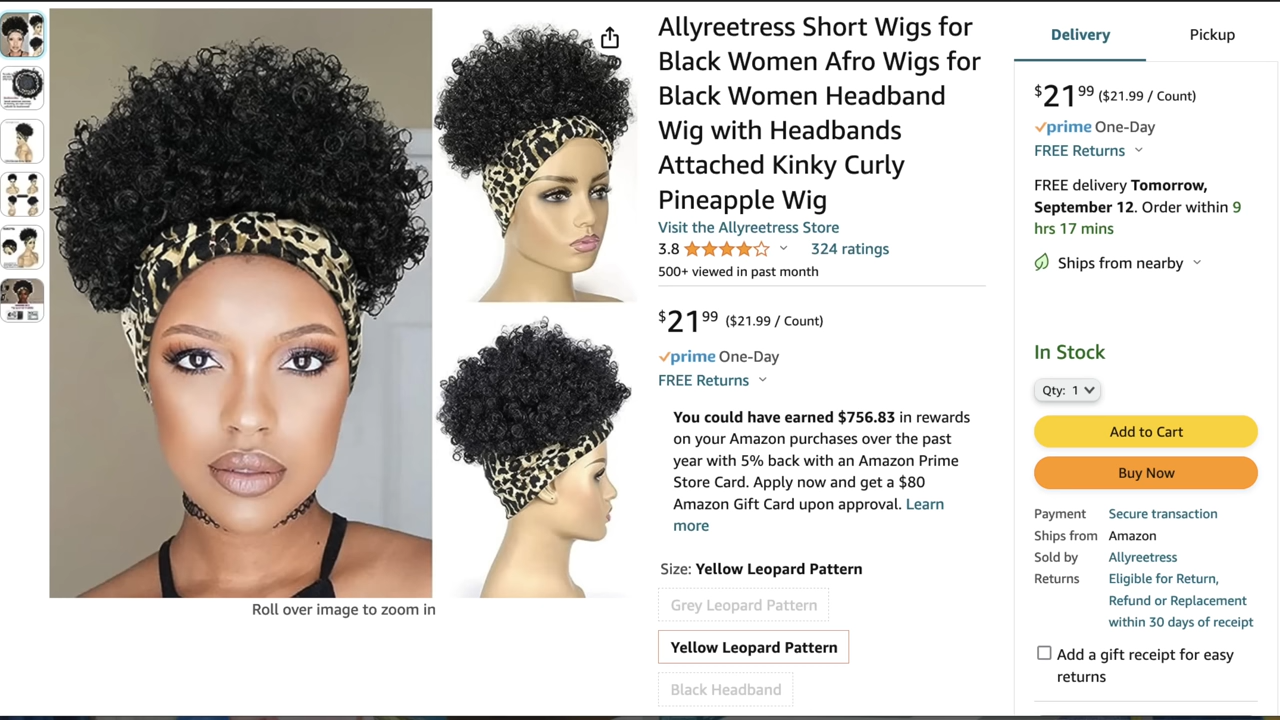 Allyreetress Short Wigs for
Black Women Afro Wigs for
Black Women Headband
Wig with Headbands
Attached Kinky Curly
Pineapple Wig
Visit the Allyreetress Store
3.8 324 ratings
500+ viewed in past month
$21 99 ($21.99 / Count)
prime One-Day
FREE Returns
You could have earned $756.83 in rewards
on your Amazon purchases over the past
year with 5% back with an Amazon Prime
Store Card. Apply now and get a $80
Amazon Gift Card upon approval. Learn
more
Size: Yellow Leopard Pattern
Grey Leopard Pattern
Yellow Leopard Pattern
Black Headband
Roll over image to zoom in
Delivery Pickup
$21 99 ($21.99 / Count)
prime One-Day
FREE Returns
FREE delivery Tomorrow,
September 12. Order within 9
hrs 17 mins
Ships from nearby
In Stock
Qty: 1
Add to Cart
Buy Now
Payment Secure transaction
Ships from Amazon
Sold by Allyreetress
Returns Eligible for Return,
Refund or Replacement
within 30 days of receipt
Add a gift receipt for easy
returns